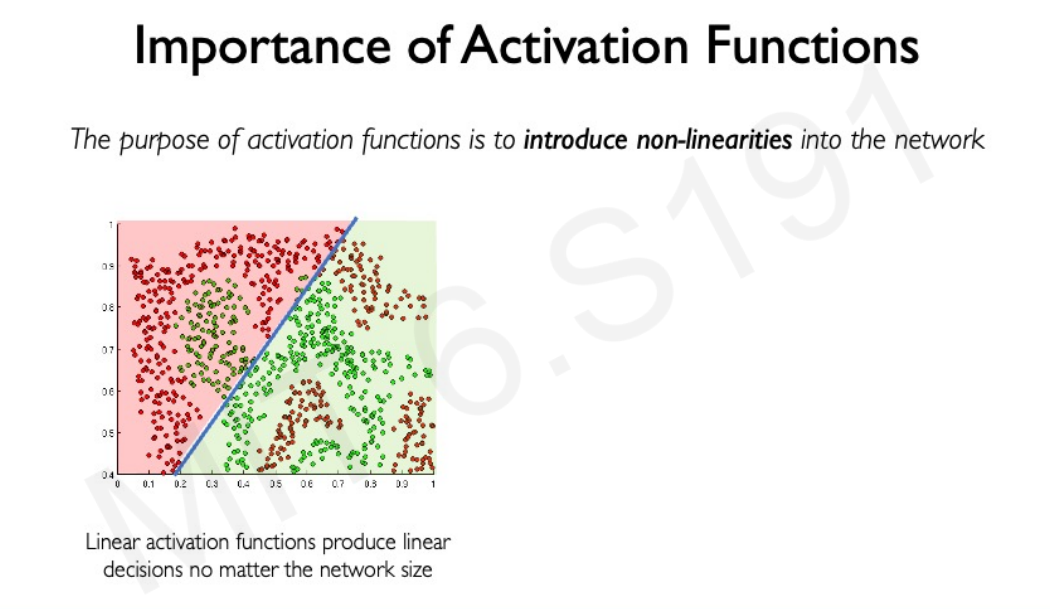 Importance of Activation Functions
The purpose of activation functions is to introduce non-linearities into the network
1
0.9
0.8
0.7
0.6
0.5
0.4
0 0.1 0.2 0.3 0.4 0.5 0.6 0.7 0.8 0.9 1
Linear activation functions produce linear
decisions no matter the network size
MIT 6.S191